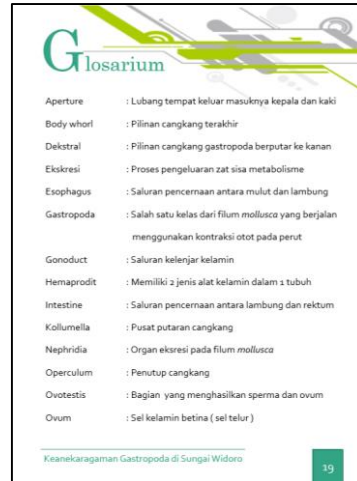 Glosarium
Aperture : Lubang tempat keluar masuknya kepala dan kaki
Body whorl : Pilinan cangkang terakhir
Dekstral : Pilinan cangkang gastropoda berputar ke kanan
Ekskresi : Proses pengeluaran zat sisa metabolisme
Esophagus : Saluran pencernaan antara mulut dan lambung
Gastropoda : Salah satu kelas dari filum mollusca yang berjalan
menggunakan kontraksi otot pada perut
Gonoduct : Saluran kelenjar kelamin
Hemaprodit : Memiliki 2 jenis alat kelamin dalam 1 tubuh
Intestine : Saluran pencernaan antara lambung dan rektum
Kollumella : Pusat putaran cangkang
Nephridia : Organ eksresi pada filum mollusca
Operculum : Penutup cangkang
Ovotestis : Bagian yang menghasilkan sperma dan ovum
Ovum : Sel kelamin betina ( sel telur )
Keanekaragaman Gastropoda di Sungai Widoro
19